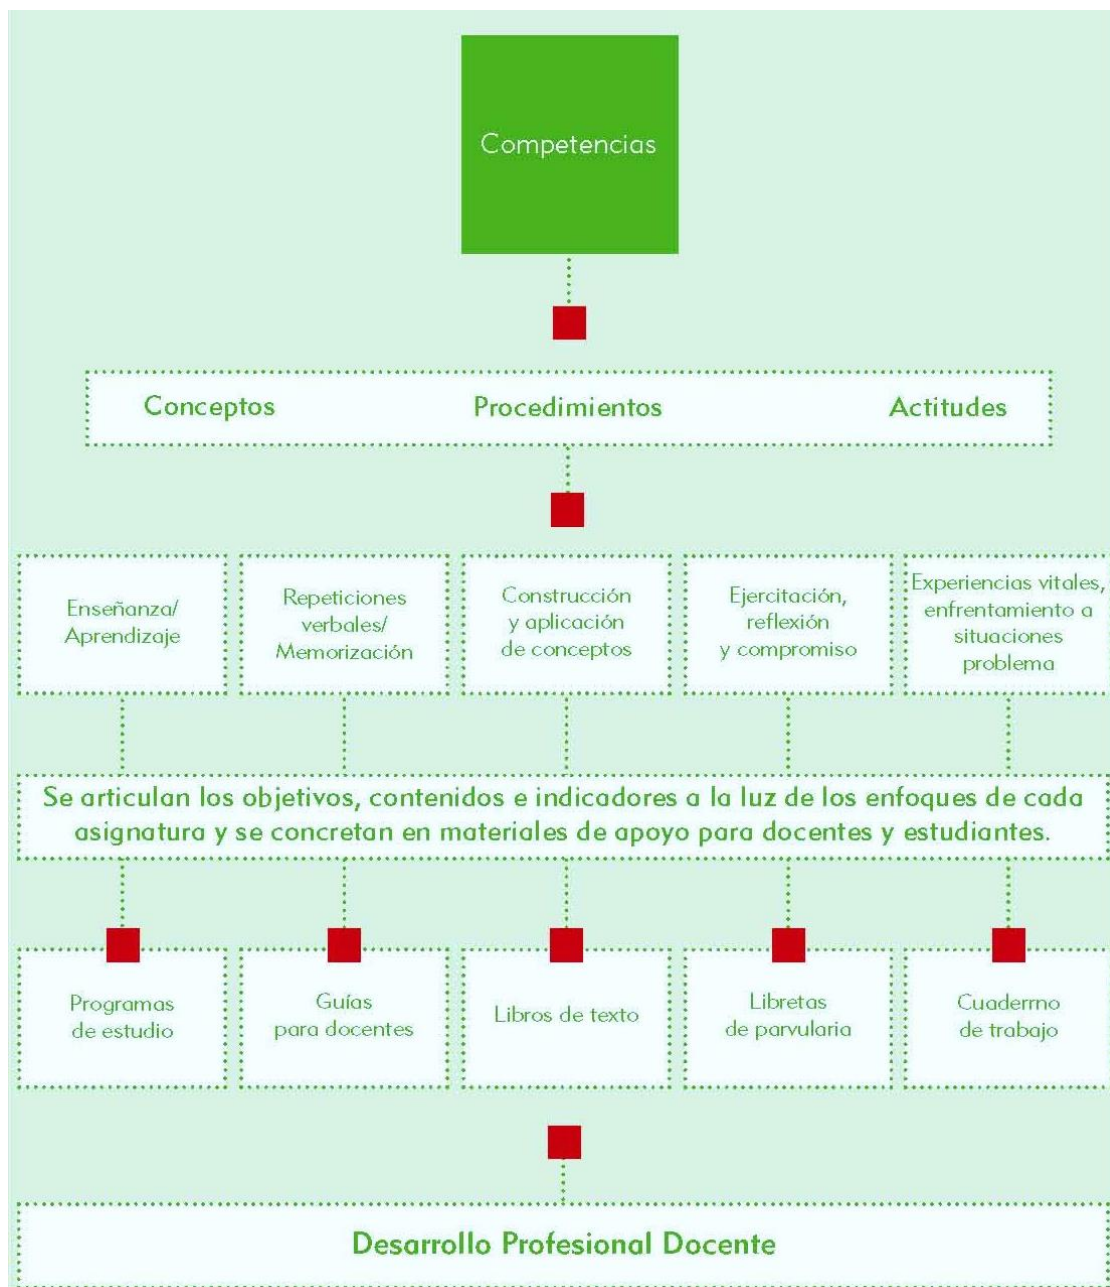 Competencias
Conceptos Procedimientos Actitudes
Enseñanza/
Aprendizaje
Repeticiones
verbales/
Memorización
Construcción
y aplicación
de conceptos
Ejercitación,
reflexión
y compromiso
Experiencias vitales,
enfrentamiento a
situaciones
problema
Se articulan los objetivos, contenidos e indicadores a la luz de los enfoques de cada
asignatura y se concretan en materiales de apoyo para docentes y estudiantes.
Programas
de estudio
Guías
para docentes
Libros de texto
Libretas
de parvularia
Cuaderrno
de trabajo
Desarrollo Profesional Docente